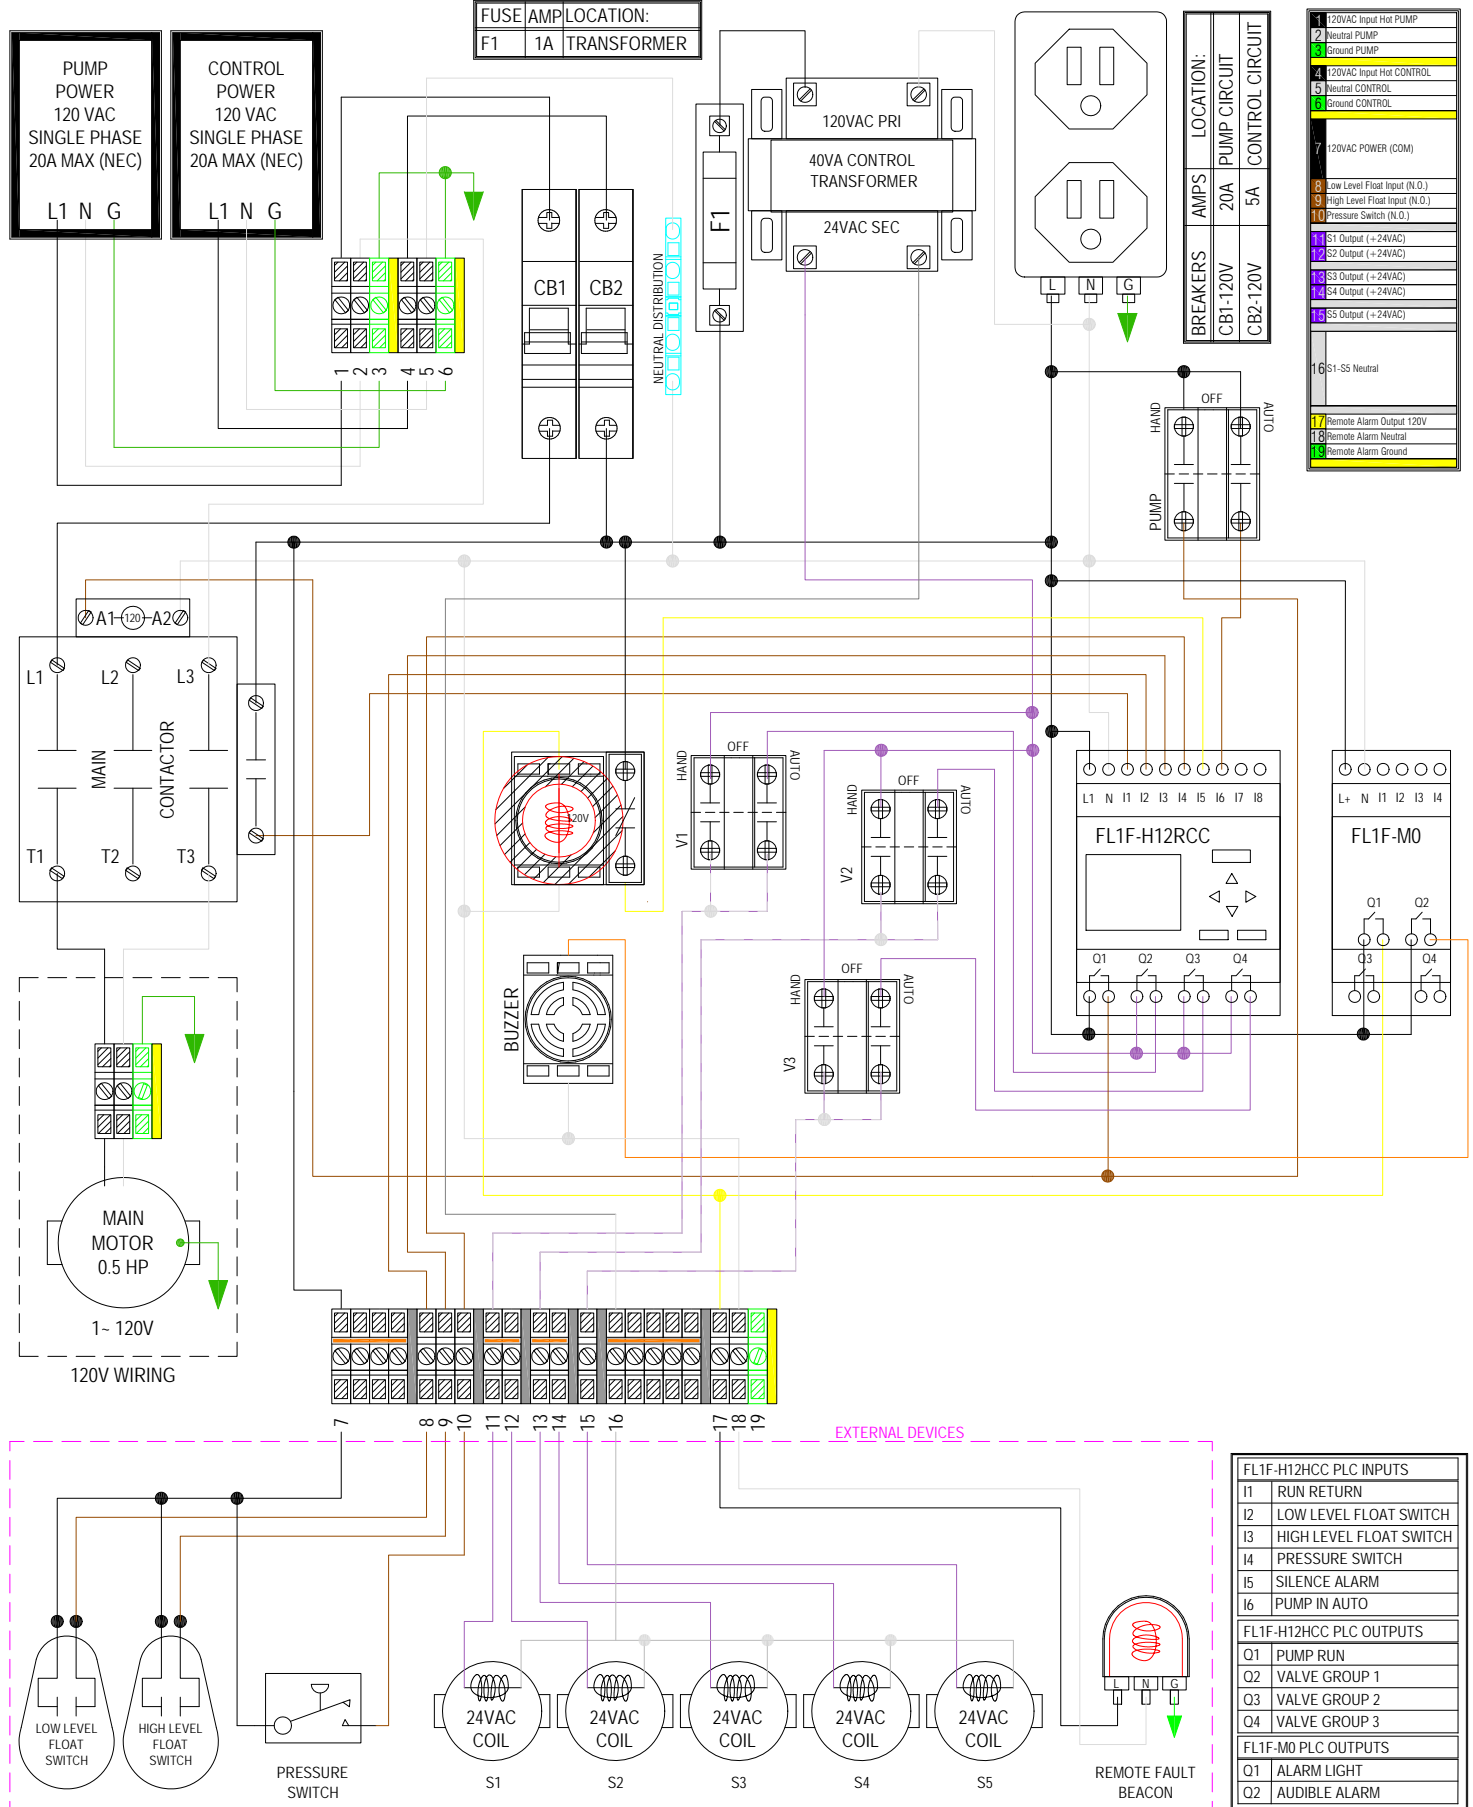 FUSE AMP LOCATION:
F1 1A TRANSFORMER
PUMP
POWER
120 VAC
SINGLE PHASE
20A MAX (NEC)
L1 N G
CONTROL
POWER
120 VAC
SINGLE PHASE
20A MAX (NEC)
L1 N G
1 2 3 4 5 6
CB1
CB2
NEUTRAL DISTRIBUTION
F1
120VAC PRI
40VA CONTROL
TRANSFORMER
24VAC SEC
L N G
BREAKERS AMPS LOCATION:
CB1-120V 20A PUMP CIRCUIT
CB2-120V 5A CONTROL CIRCUIT
1 120VAC Input Hot PUMP
2 Neutral PUMP
3 Ground PUMP
4 120VAC Input Hot CONTROL
5 Neutral CONTROL
6 Ground CONTROL
7 120VAC POWER (COM)
8 Low Level Float Input (N.O.)
9 High Level Float Input (N.O.)
10 Pressure Switch (N.O.)
11 S1 Output (+24VAC)
12 S2 Output (+24VAC)
13 S3 Output (+24VAC)
14 S4 Output (+24VAC)
15 S5 Output (+24VAC)
16 S1-S5 Neutral
17 Remote Alarm Output 120V
18 Remote Alarm Neutral
19 Remote Alarm Ground
HAND OFF AUTO
PUMP
A1 120 A2
L1 L2 L3
MAIN
CONTACTOR
T1 T2 T3
120V
HAND OFF AUTO
V1
HAND OFF AUTO
V2
HAND OFF AUTO
V3
BUZZER
L1 N I1 I2 I3 I4 I5 I6 I7 I8
FL1F-H12RCC
Q1 Q2 Q3 Q4
L+ N I1 I2 I3 I4
FL1F-M0
Q1 Q2
Q3 Q4
MAIN
MOTOR
0.5 HP
1~ 120V
120V WIRING
7 8 9 10 11 12 13 14 15 16 17 18 19
EXTERNAL DEVICES
LOW LEVEL
FLOAT
SWITCH
HIGH LEVEL
FLOAT
SWITCH
PRESSURE
SWITCH
24VAC
COIL
S1
24VAC
COIL
S2
24VAC
COIL
S3
24VAC
COIL
S4
24VAC
COIL
S5
L N G
REMOTE FAULT
BEACON
FL1F-H12HCC PLC INPUTS
I1 RUN RETURN
I2 LOW LEVEL FLOAT SWITCH
I3 HIGH LEVEL FLOAT SWITCH
I4 PRESSURE SWITCH
I5 SILENCE ALARM
I6 PUMP IN AUTO
FL1F-H12HCC PLC OUTPUTS
Q1 PUMP RUN
Q2 VALVE GROUP 1
Q3 VALVE GROUP 2
Q4 VALVE GROUP 3
FL1F-M0 PLC OUTPUTS
Q1 ALARM LIGHT
Q2 AUDIBLE ALARM